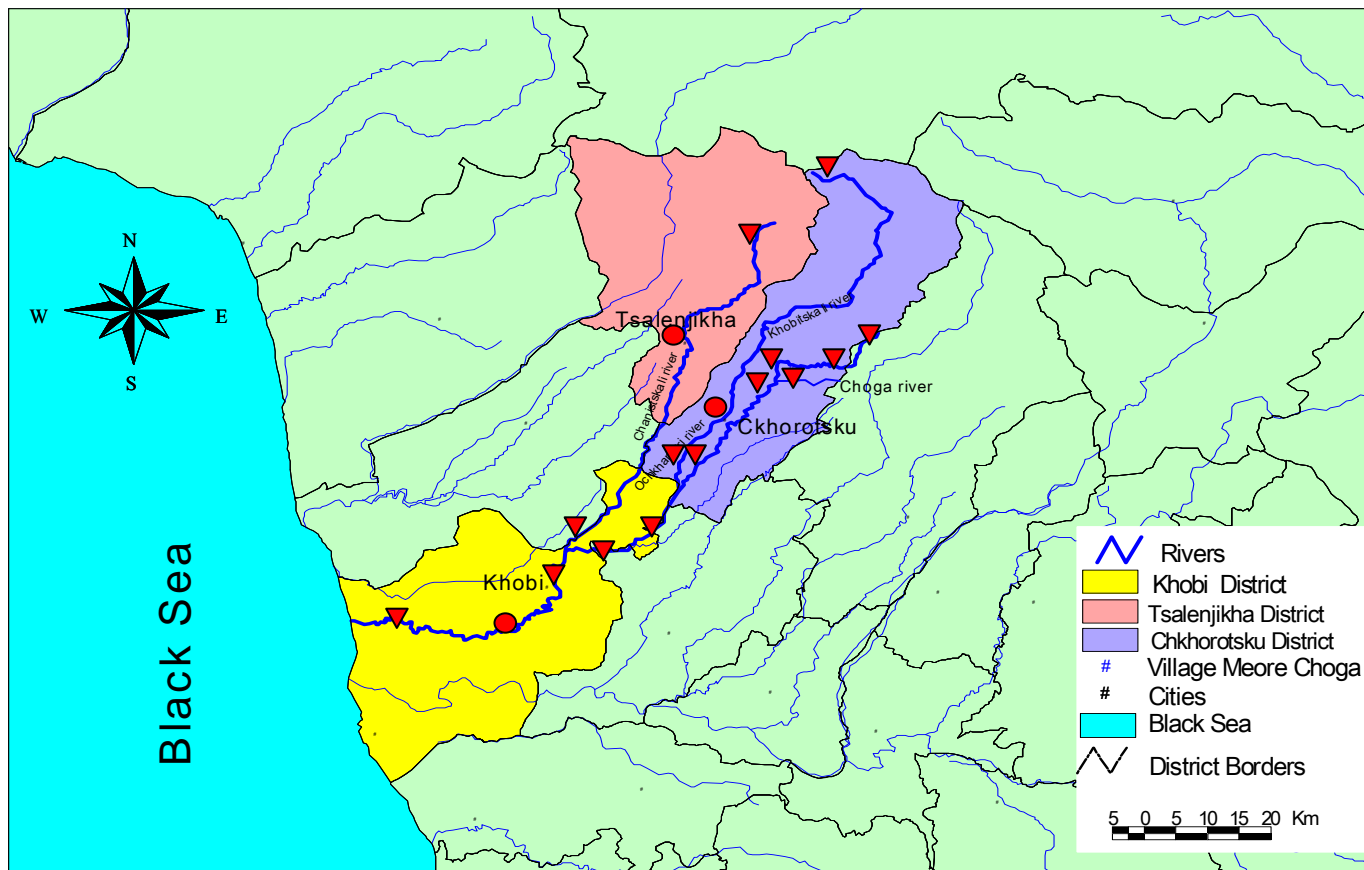 N
W
E
S
Tsalenjikha
Khobitskali river
Choga river
Chanistskali river
Ckhorotsku
Ochkhamuri river
Khobi
Black Sea
Rivers
Khobi District
Tsalenjikha District
Chkhorotsku District
# Village Meore Choga
# Cities
Black Sea
District Borders
5 0 5 10 15 20 Km